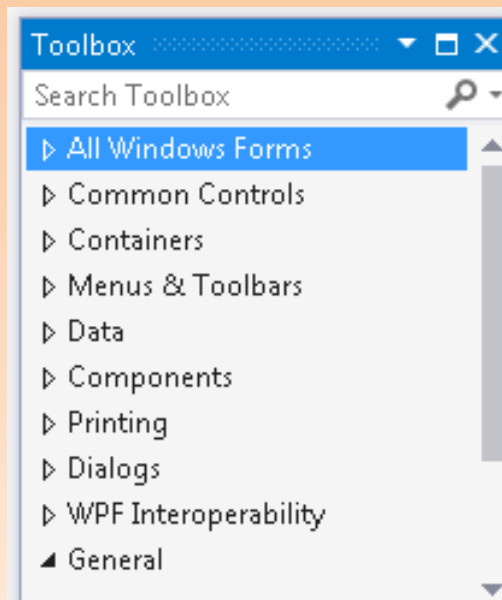 Toolbox
Search Toolbox
All Windows Forms
Common Controls
Containers
Menus & Toolbars
Data
Components
Printing
Dialogs
WPF Interoperability
General